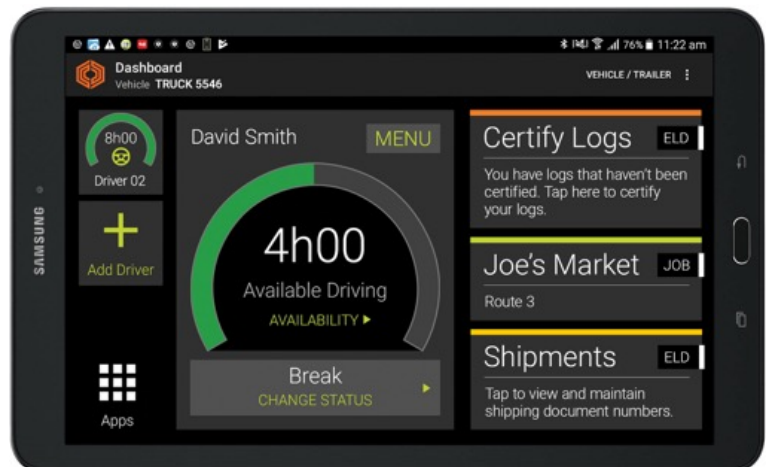 76% 11:22 am
Dashboard
Vehicle TRUCK 5546
VEHICLE / TRAILER
8h00
Driver 02
Add Driver
Apps
David Smith
MENU
4h00
Available Driving
AVAILABILITY
Break
CHANGE STATUS
Certify Logs ELD
You have logs that haven't been
certified. Tap here to certify
your logs.
Joe's Market JOB
Route 3
Shipments ELD
Tap to view and maintain
shipping document numbers.
SAMSUNG